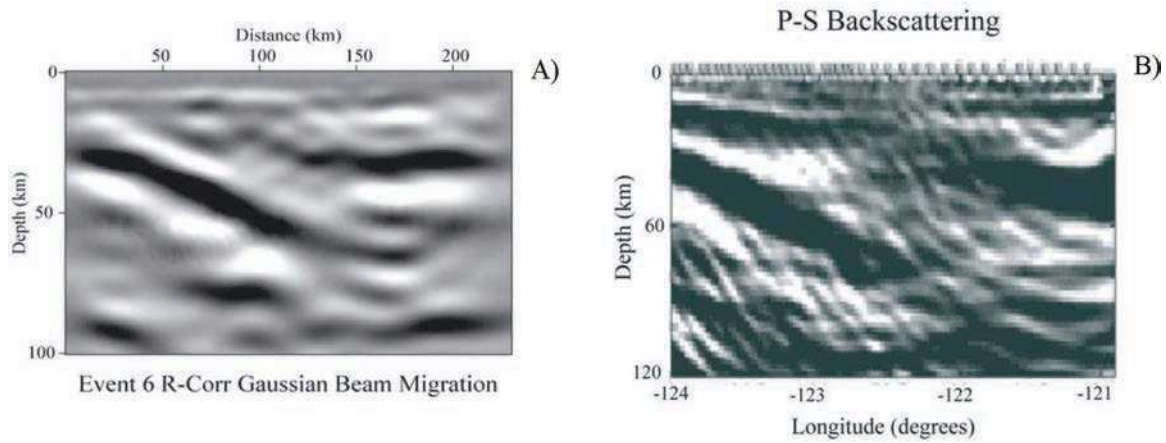 Distance (km)
50 100 150 200
0
50
100
Depth (km)
A)
Event 6 R-Corr Gaussian Beam Migration
P-S Backscattering
B)
0
60
120
Depth (km)
-124 -123 -122 -121
Longitude (degrees)